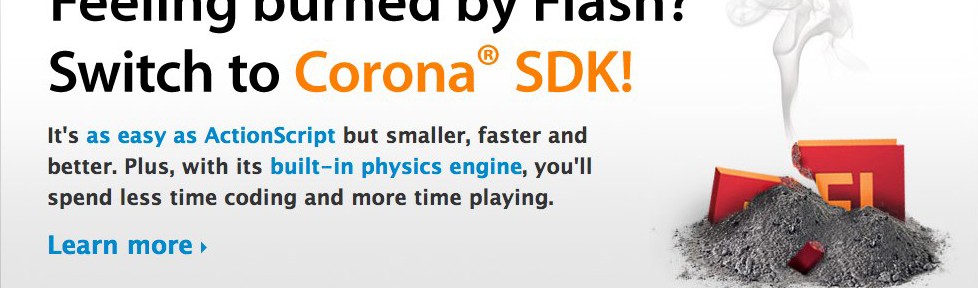 Feeling burned by Flash?
Switch to Corona® SDK!
It's as easy as ActionScript but smaller, faster and
better. Plus, with its built-in physics engine, you'll
spend less time coding and more time playing.
Learn more ›
FL